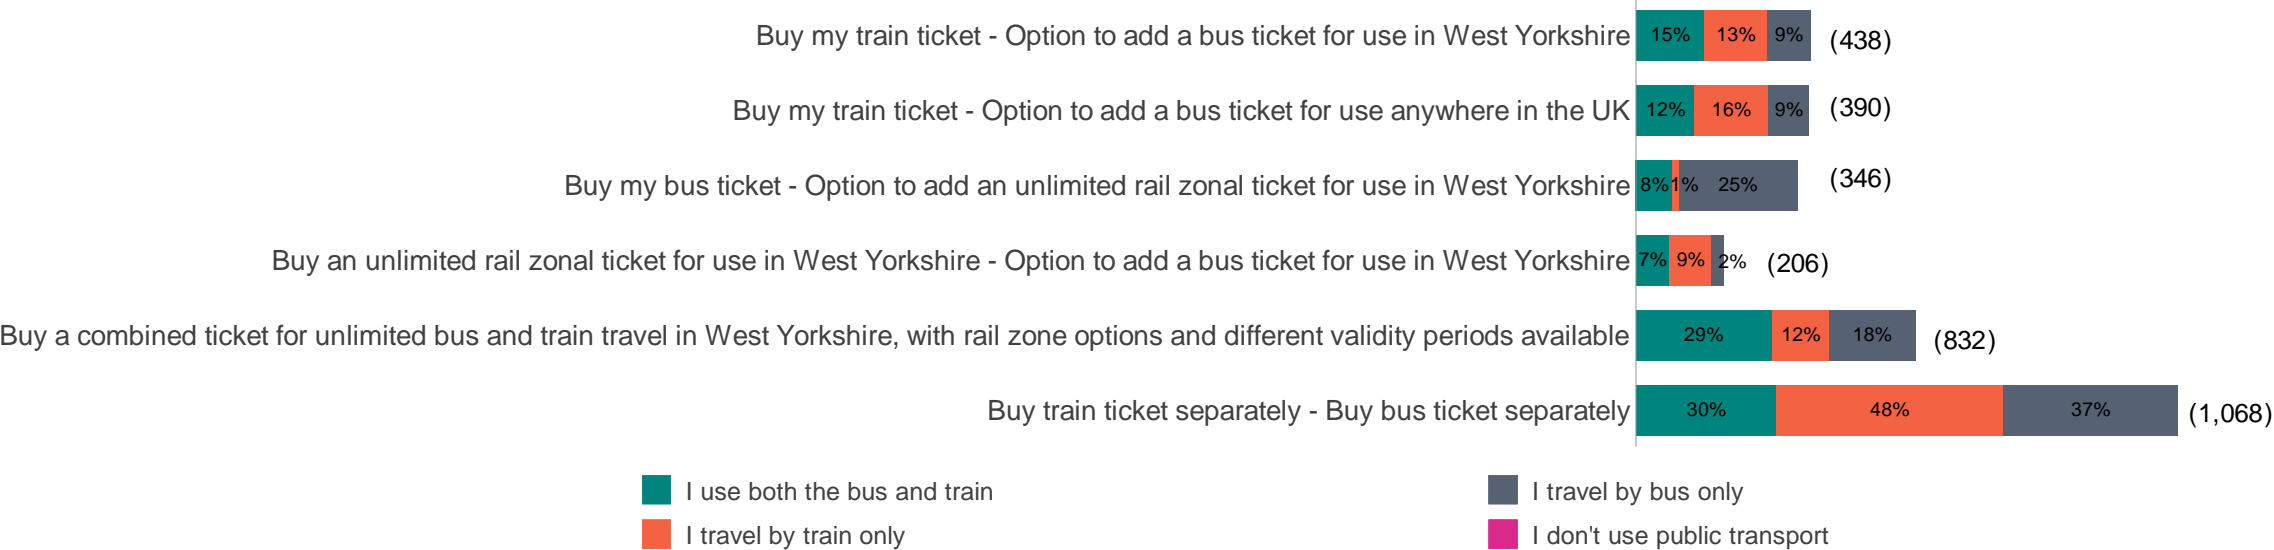 Buy my train ticket - Option to add a bus ticket for use in West Yorkshire 15% 13% 9% (438)
Buy my train ticket - Option to add a bus ticket for use anywhere in the UK 12% 16% 9% (390)
Buy my bus ticket - Option to add an unlimited rail zonal ticket for use in West Yorkshire 8% 1% 25% (346)
Buy an unlimited rail zonal ticket for use in West Yorkshire - Option to add a bus ticket for use in West Yorkshire 7% 9% 2% (206)
Buy a combined ticket for unlimited bus and train travel in West Yorkshire, with rail zone options and different validity periods available 29% 12% 18% (832)
Buy train ticket separately - Buy bus ticket separately 30% 48% 37% (1,068)
I use both the bus and train I travel by bus only
I travel by train only I don't use public transport